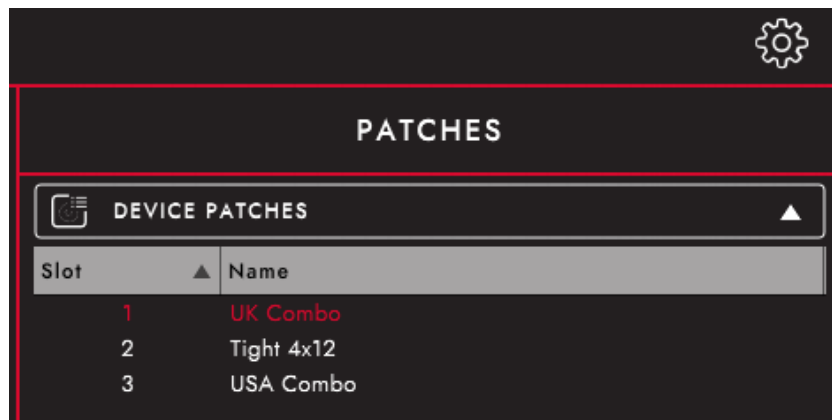 PATCHES
DEVICE PATCHES
Slot Name
1 UK Combo
2 Tight 4x12
3 USA Combo